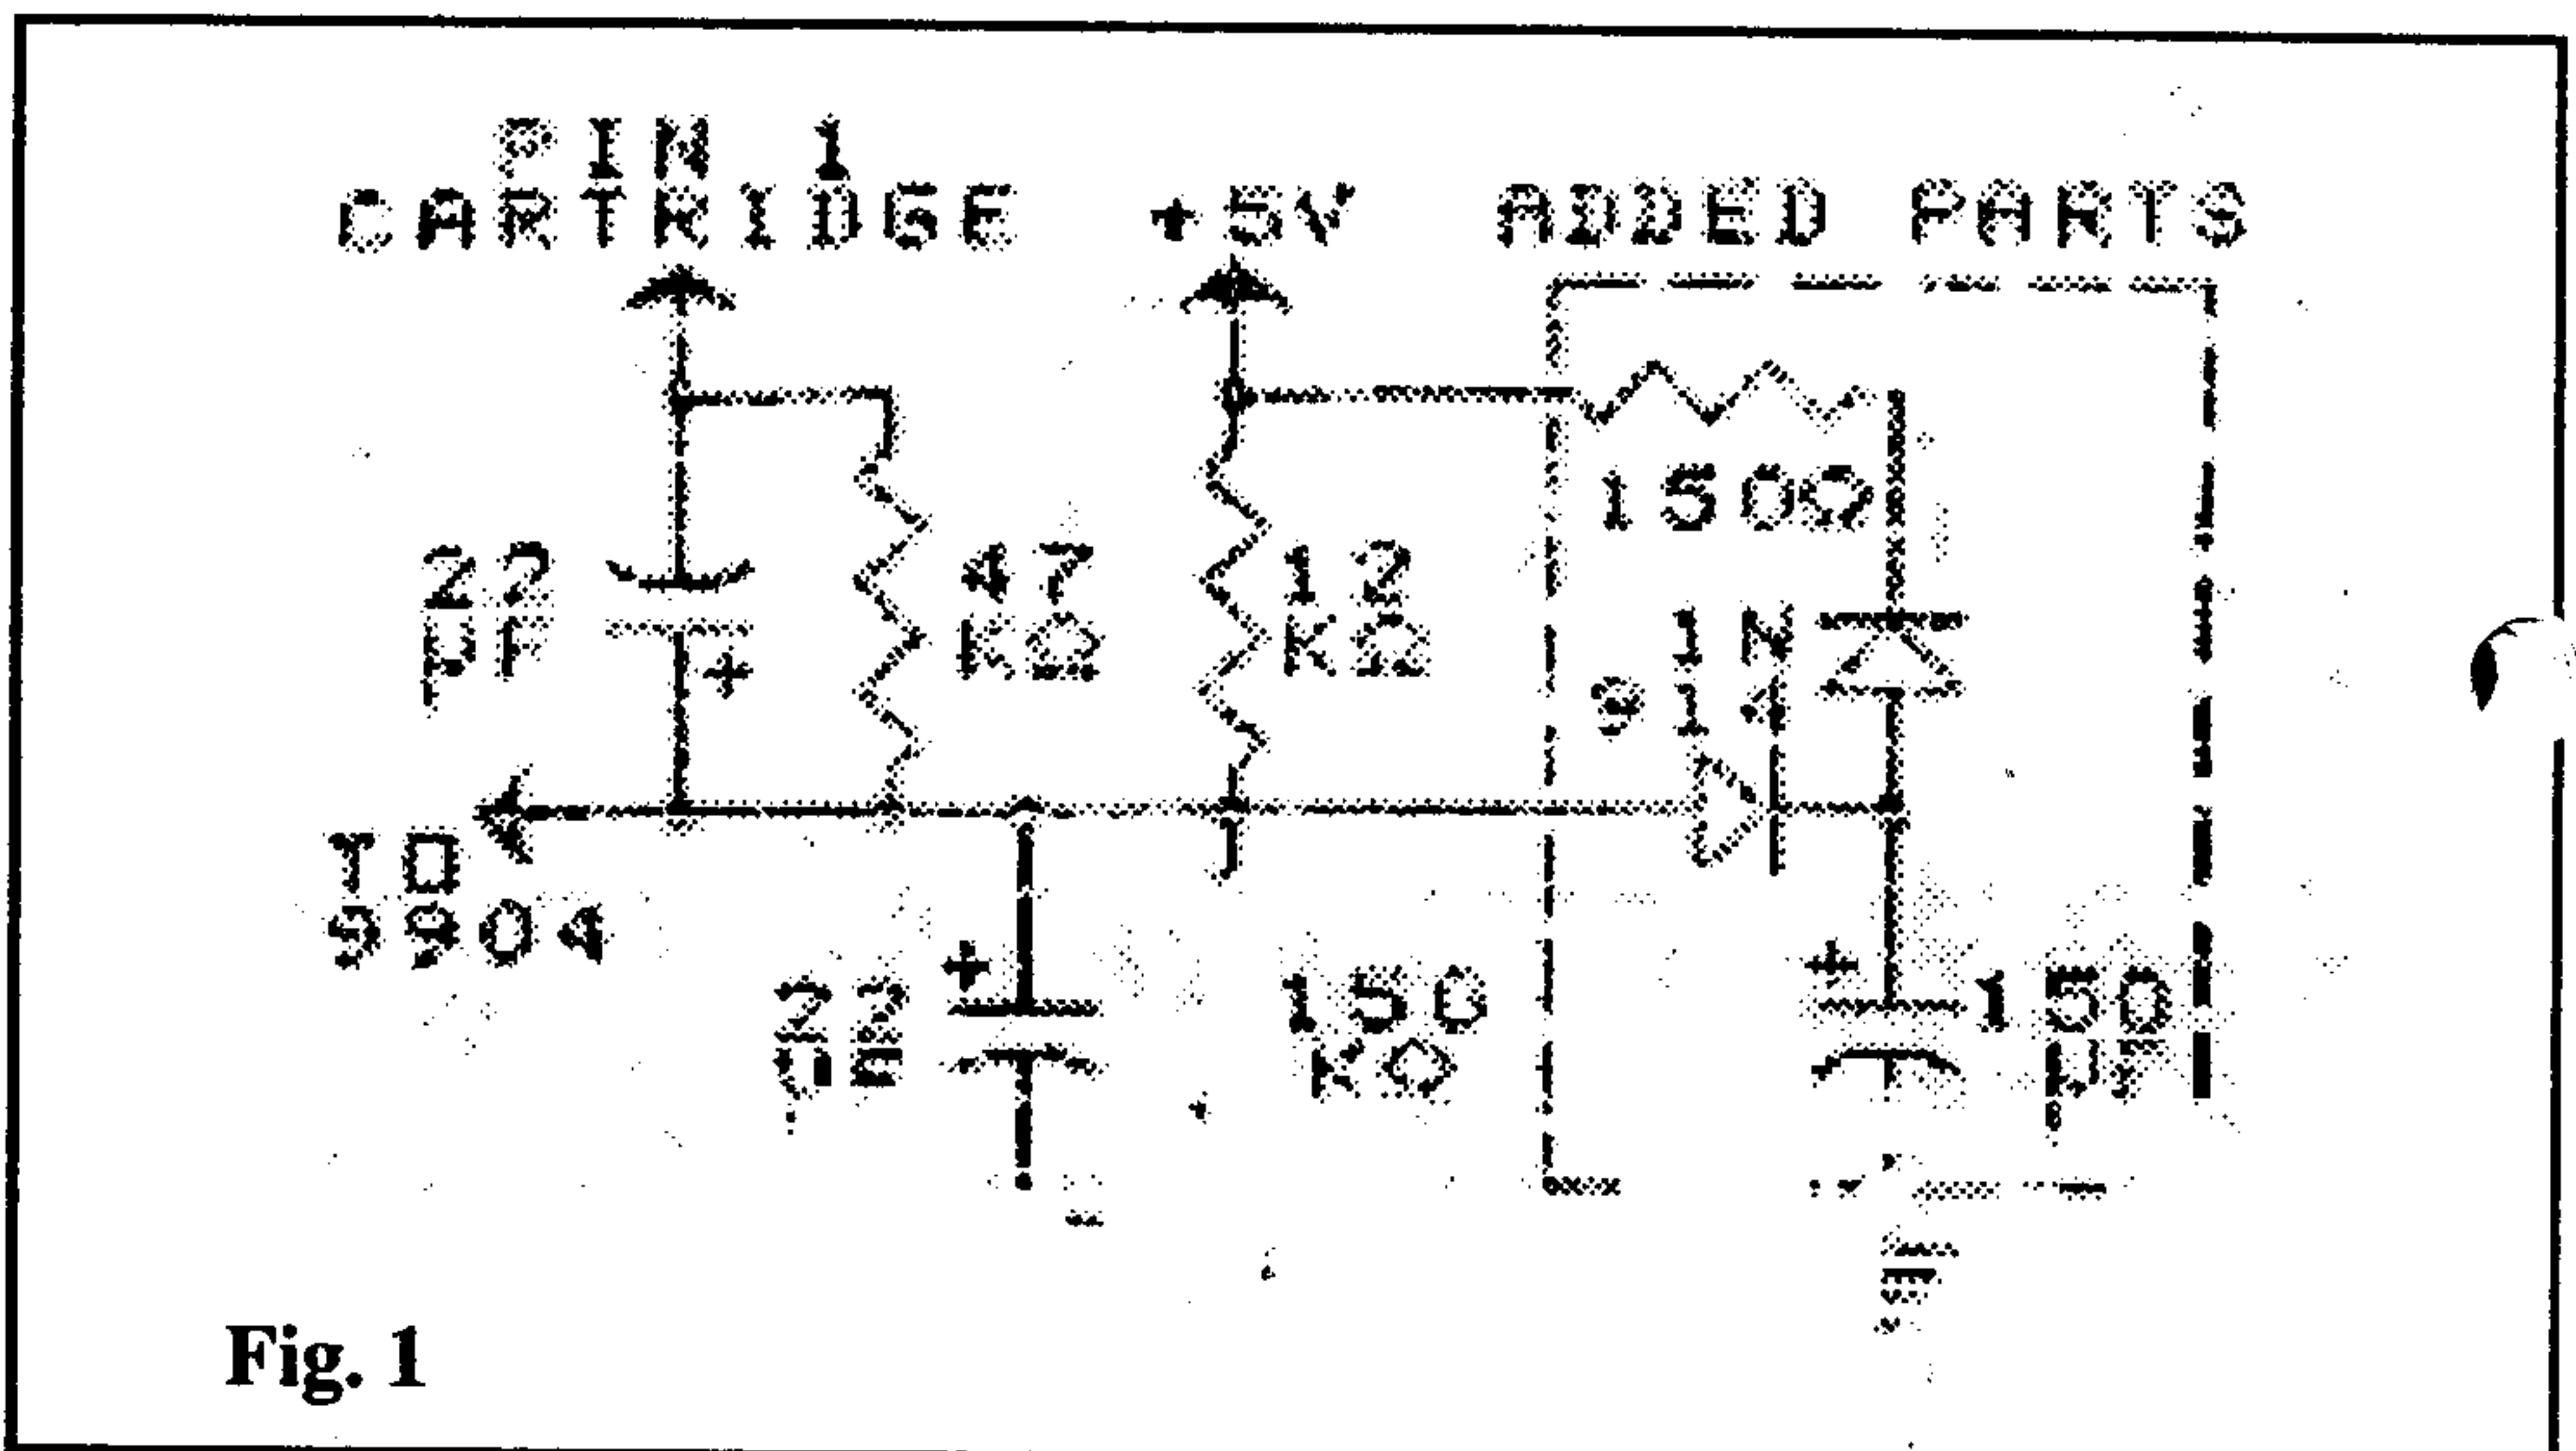 PIN 1
CARTRIDGE
+5V
ADDED PARTS
150Ω
22
µF
47
KΩ
12
KΩ
1N
914
TO
9904
+
+
22
+
150
KΩ
150
µF
Fig. 1